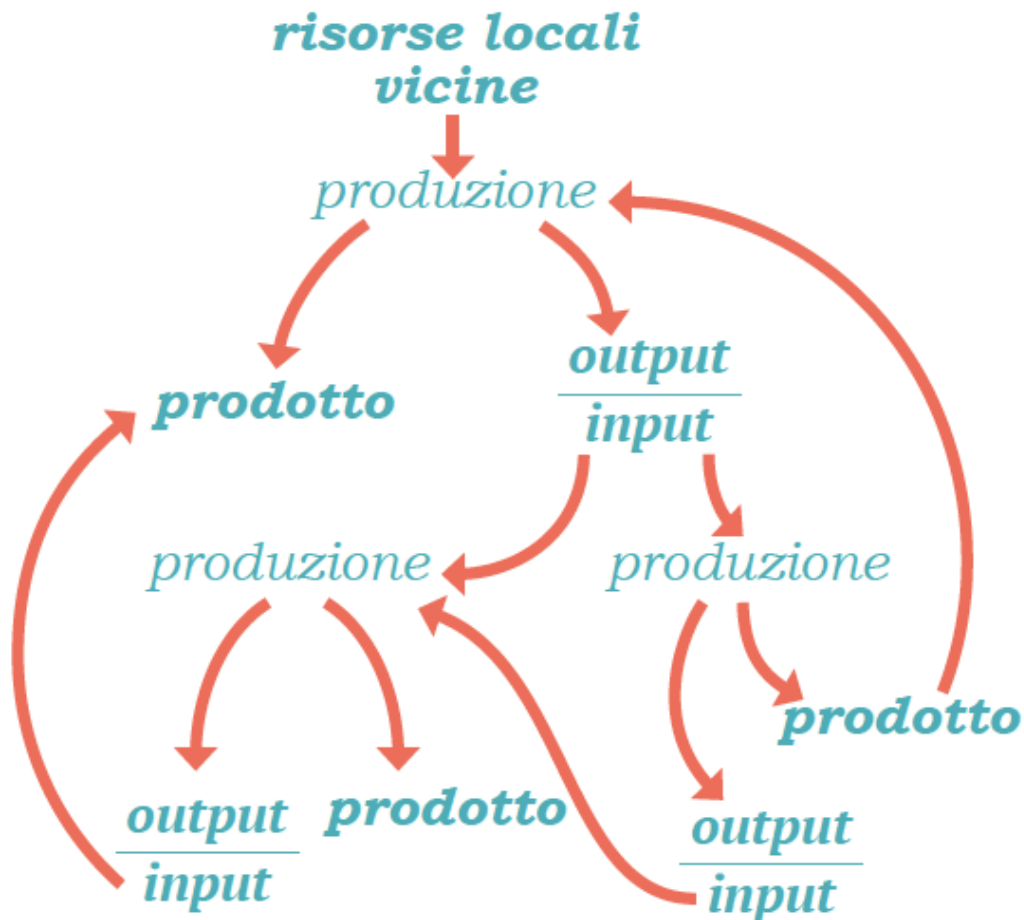 risorse locali
vicine
produzione
output
input
prodotto
produzione
produzione
prodotto
output
input
prodotto
output
input